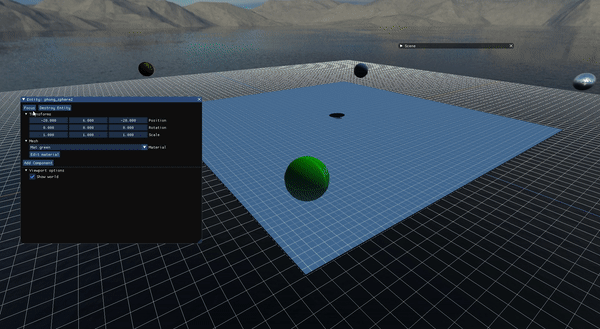 Scene
Entity: phong_sphere2
Focus Destroy Entity
Transforms
-20.000 6.000 -20.000 Position
0.000 0.000 0.000 Rotation
1.000 1.000 1.000 Scale
Mesh
Mat green Material
Edit material
Add Component
Viewport options
Show world